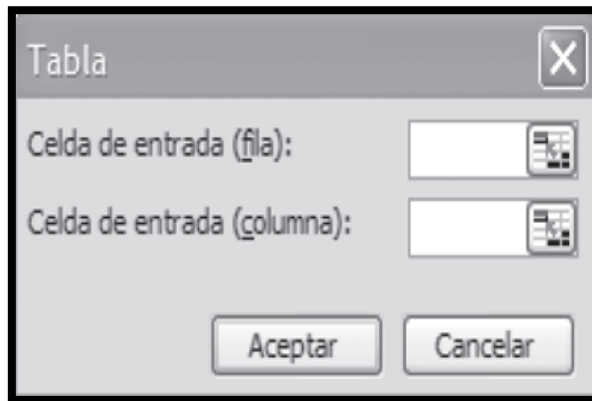 Tabla
Celda de entrada (fila):
Celda de entrada (columna):
Aceptar
Cancelar